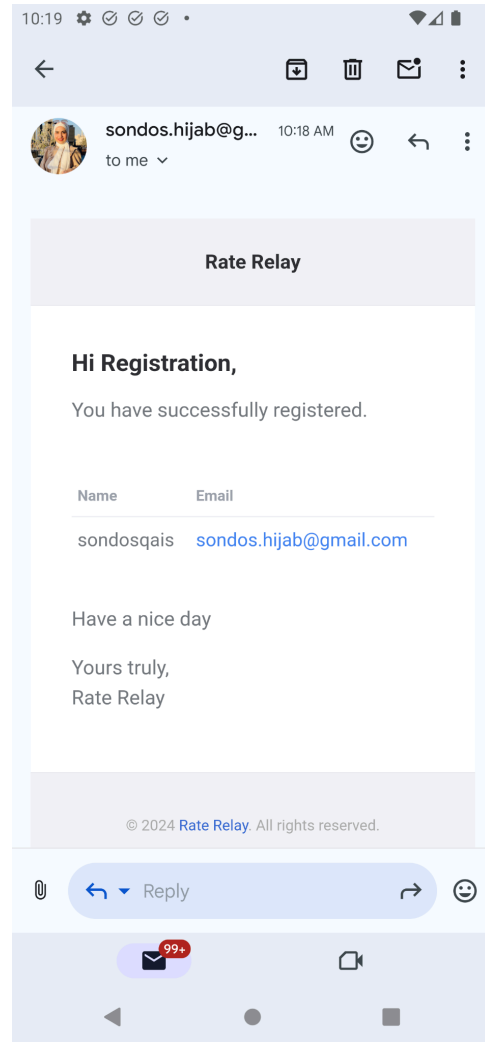 10:19
sondos.hijab@g... 10:18 AM
to me
Rate Relay
Hi Registration,
You have successfully registered.
Name Email
sondosqais sondos.hijab@gmail.com
Have a nice day
Yours truly,
Rate Relay
© 2024 Rate Relay. All rights reserved.
Reply
99+